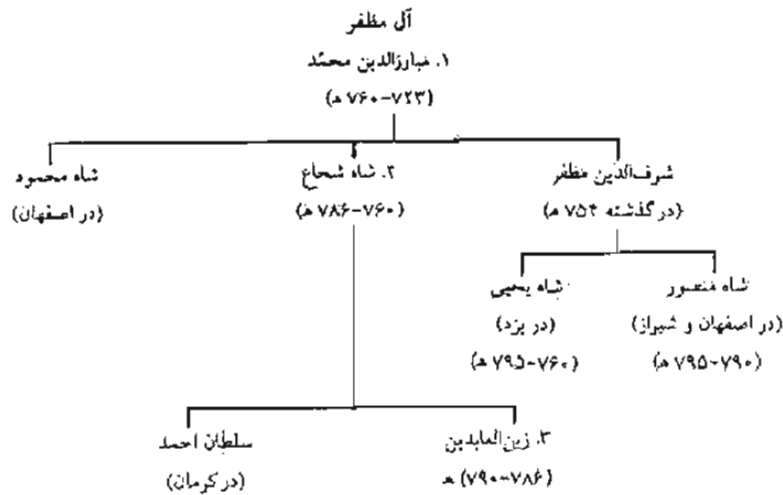 آل مظفر
۱. مبارزالدین محمّد
(۷۲۳-۷۶۰ ه‍)
شرف‌الدین مظفر
(درگذشته ۷۵۴ ه‍)
۲. شاه شجاع
(۷۶۰-۷۸۶ ه‍)
شاه محمود
(در اصفهان)
شاه منصور
(در اصفهان و شیراز)
(۷۹۰-۷۹۵ ه‍)
شاه یحیی
(در یزد)
(۷۶۰-۷۹۵ ه‍)
۳. زین‌العابدین
(۷۸۶-۷۹۰) ه‍
سلطان احمد
(در کرمان)